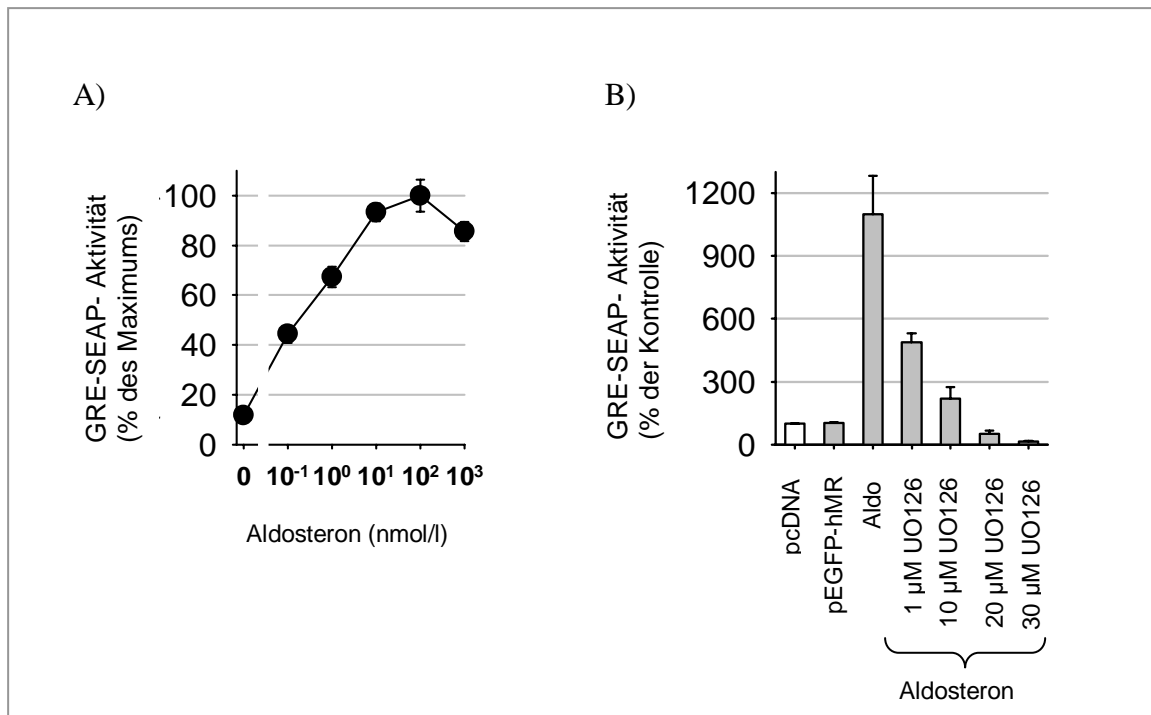 A)
GRE-SEAP- Aktivität
(% des Maximums)
100
80
60
40
20
0
0 10⁻¹ 10⁰ 10¹ 10² 10³
Aldosteron (nmol/l)
B)
GRE-SEAP- Aktivität
(% der Kontrolle)
1200
900
600
300
0
pcDNA
pEGFP-hMR
Aldo
1 µM UO126
10 µM UO126
20 µM UO126
30 µM UO126
Aldosteron